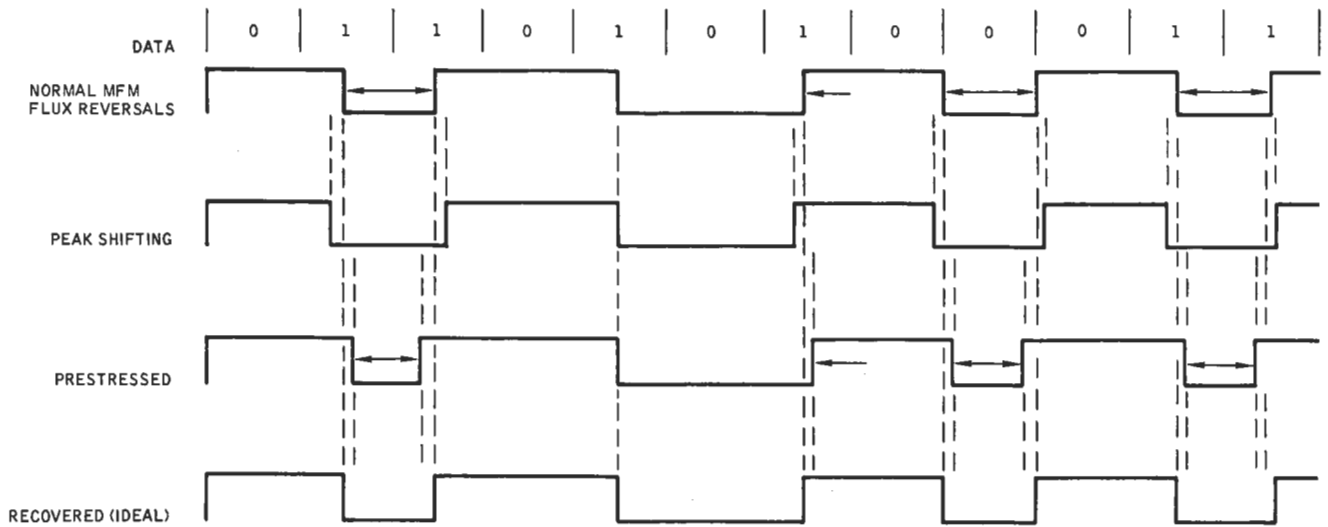 DATA 0 1 1 0 1 0 1 0 0 0 1 1
NORMAL MFM
FLUX REVERSALS
PEAK SHIFTING
PRESTRESSED
RECOVERED (IDEAL)